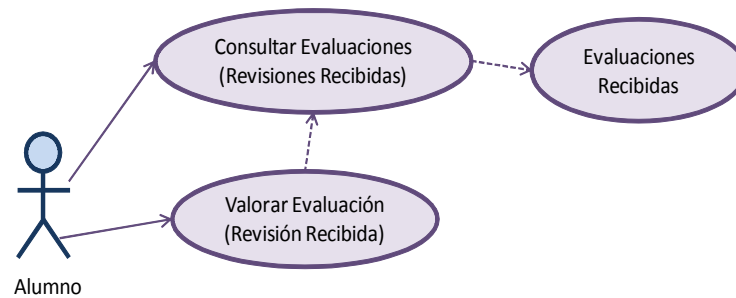 Consultar Evaluaciones
(Revisiones Recibidas)
Evaluaciones
Recibidas
Valorar Evaluación
(Revisión Recibida)
Alumno